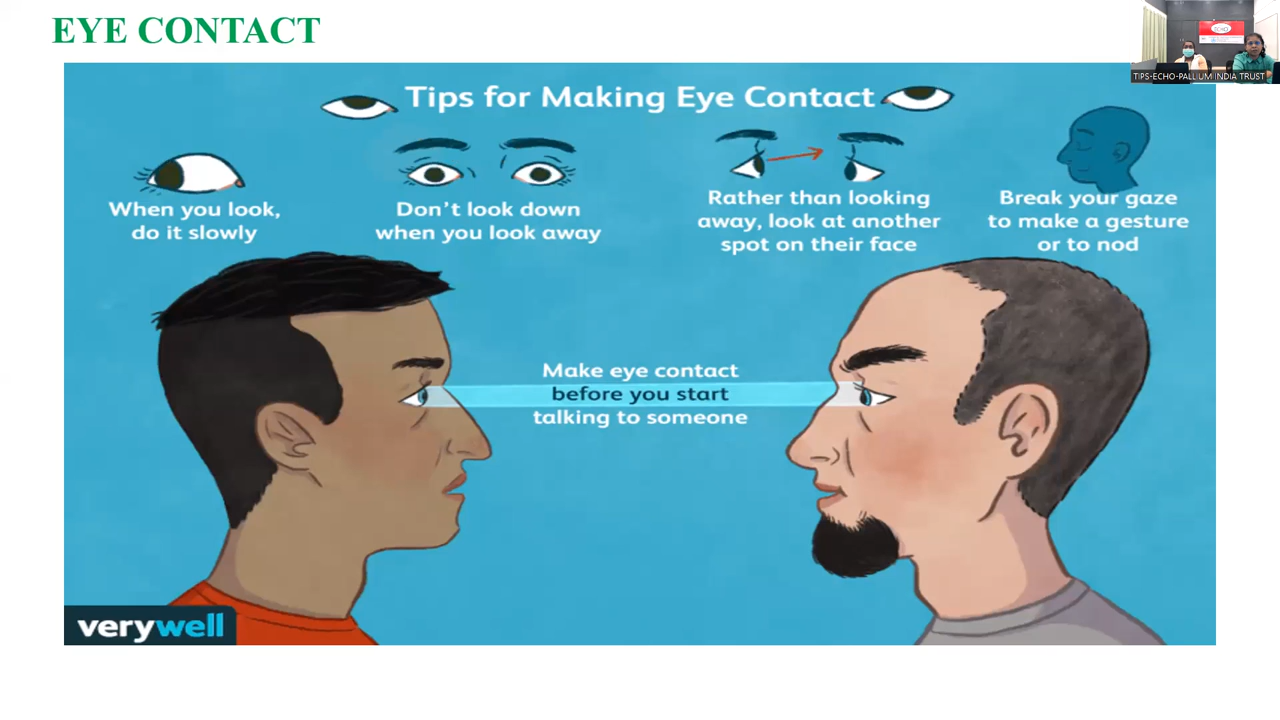 EYE CONTACT
TIPS-ECHO-PALLIUM INDIA TRUST
Tips for Making Eye Contact
When you look,
do it slowly
Don't look down
when you look away
Rather than looking
away, look at another
spot on their face
Break your gaze
to make a gesture
or to nod
Make eye contact
before you start
talking to someone
verywell